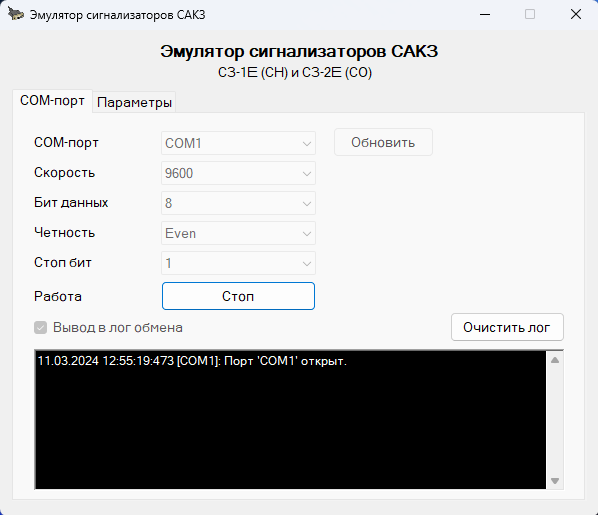 Эмулятор сигнализаторов САКЗ
Эмулятор сигнализаторов САКЗ
СЗ-1Е (СН) и СЗ-2Е (СО)
COM-порт Параметры
COM-порт COM1 Обновить
Скорость 9600
Бит данных 8
Четность Even
Стоп бит 1
Работа Стоп
Вывод в лог обмена Очистить лог
11.03.2024 12:55:19:473 [COM1]: Порт 'COM1' открыт.